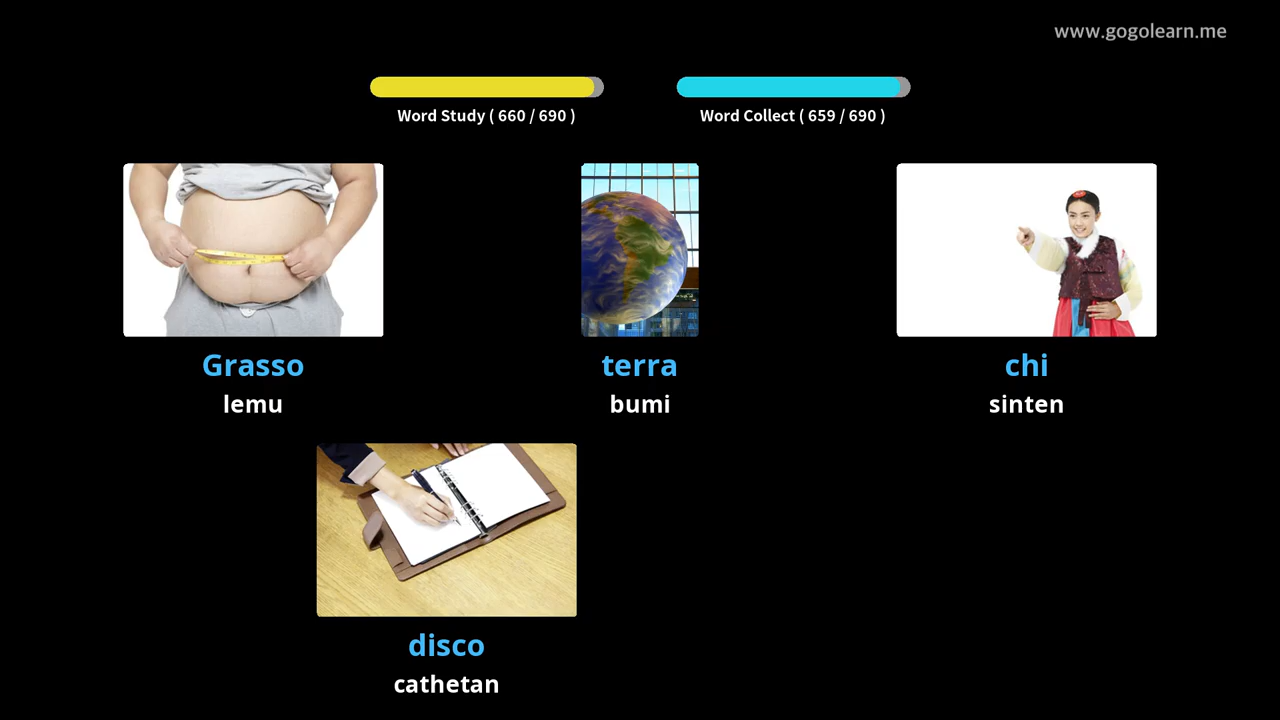 www.gogolearn.me
Word Study ( 660 / 690 )
Word Collect ( 659 / 690 )
Grasso
lemu
terra
bumi
chi
sinten
disco
cathetan